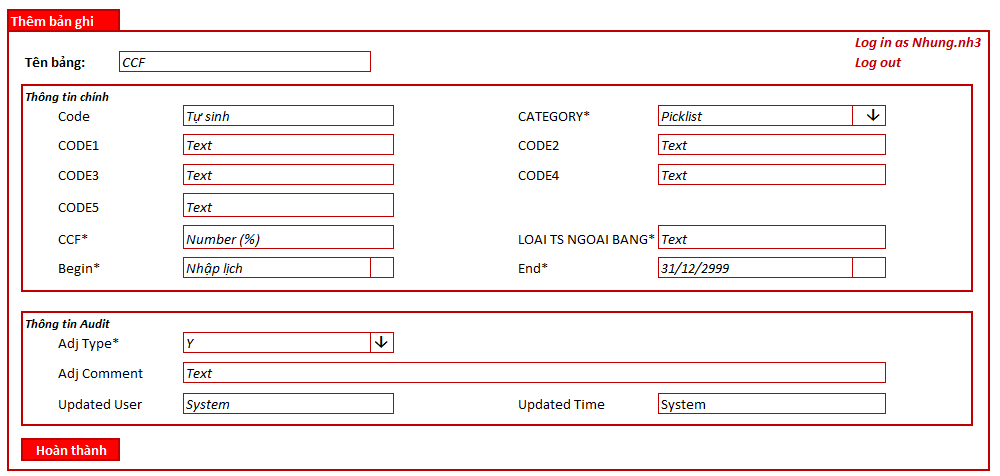 Thêm bản ghi
Log in as Nhung.nh3
Tên bảng: CCF Log out
Thông tin chính
Code Tự sinh CATEGORY* Picklist
CODE1 Text CODE2 Text
CODE3 Text CODE4 Text
CODE5 Text
CCF* Number (%) LOAI TS NGOAI BANG* Text
Begin* Nhập lịch End* 31/12/2999
Thông tin Audit
Adj Type* Y
Adj Comment Text
Updated User System Updated Time System
Hoàn thành